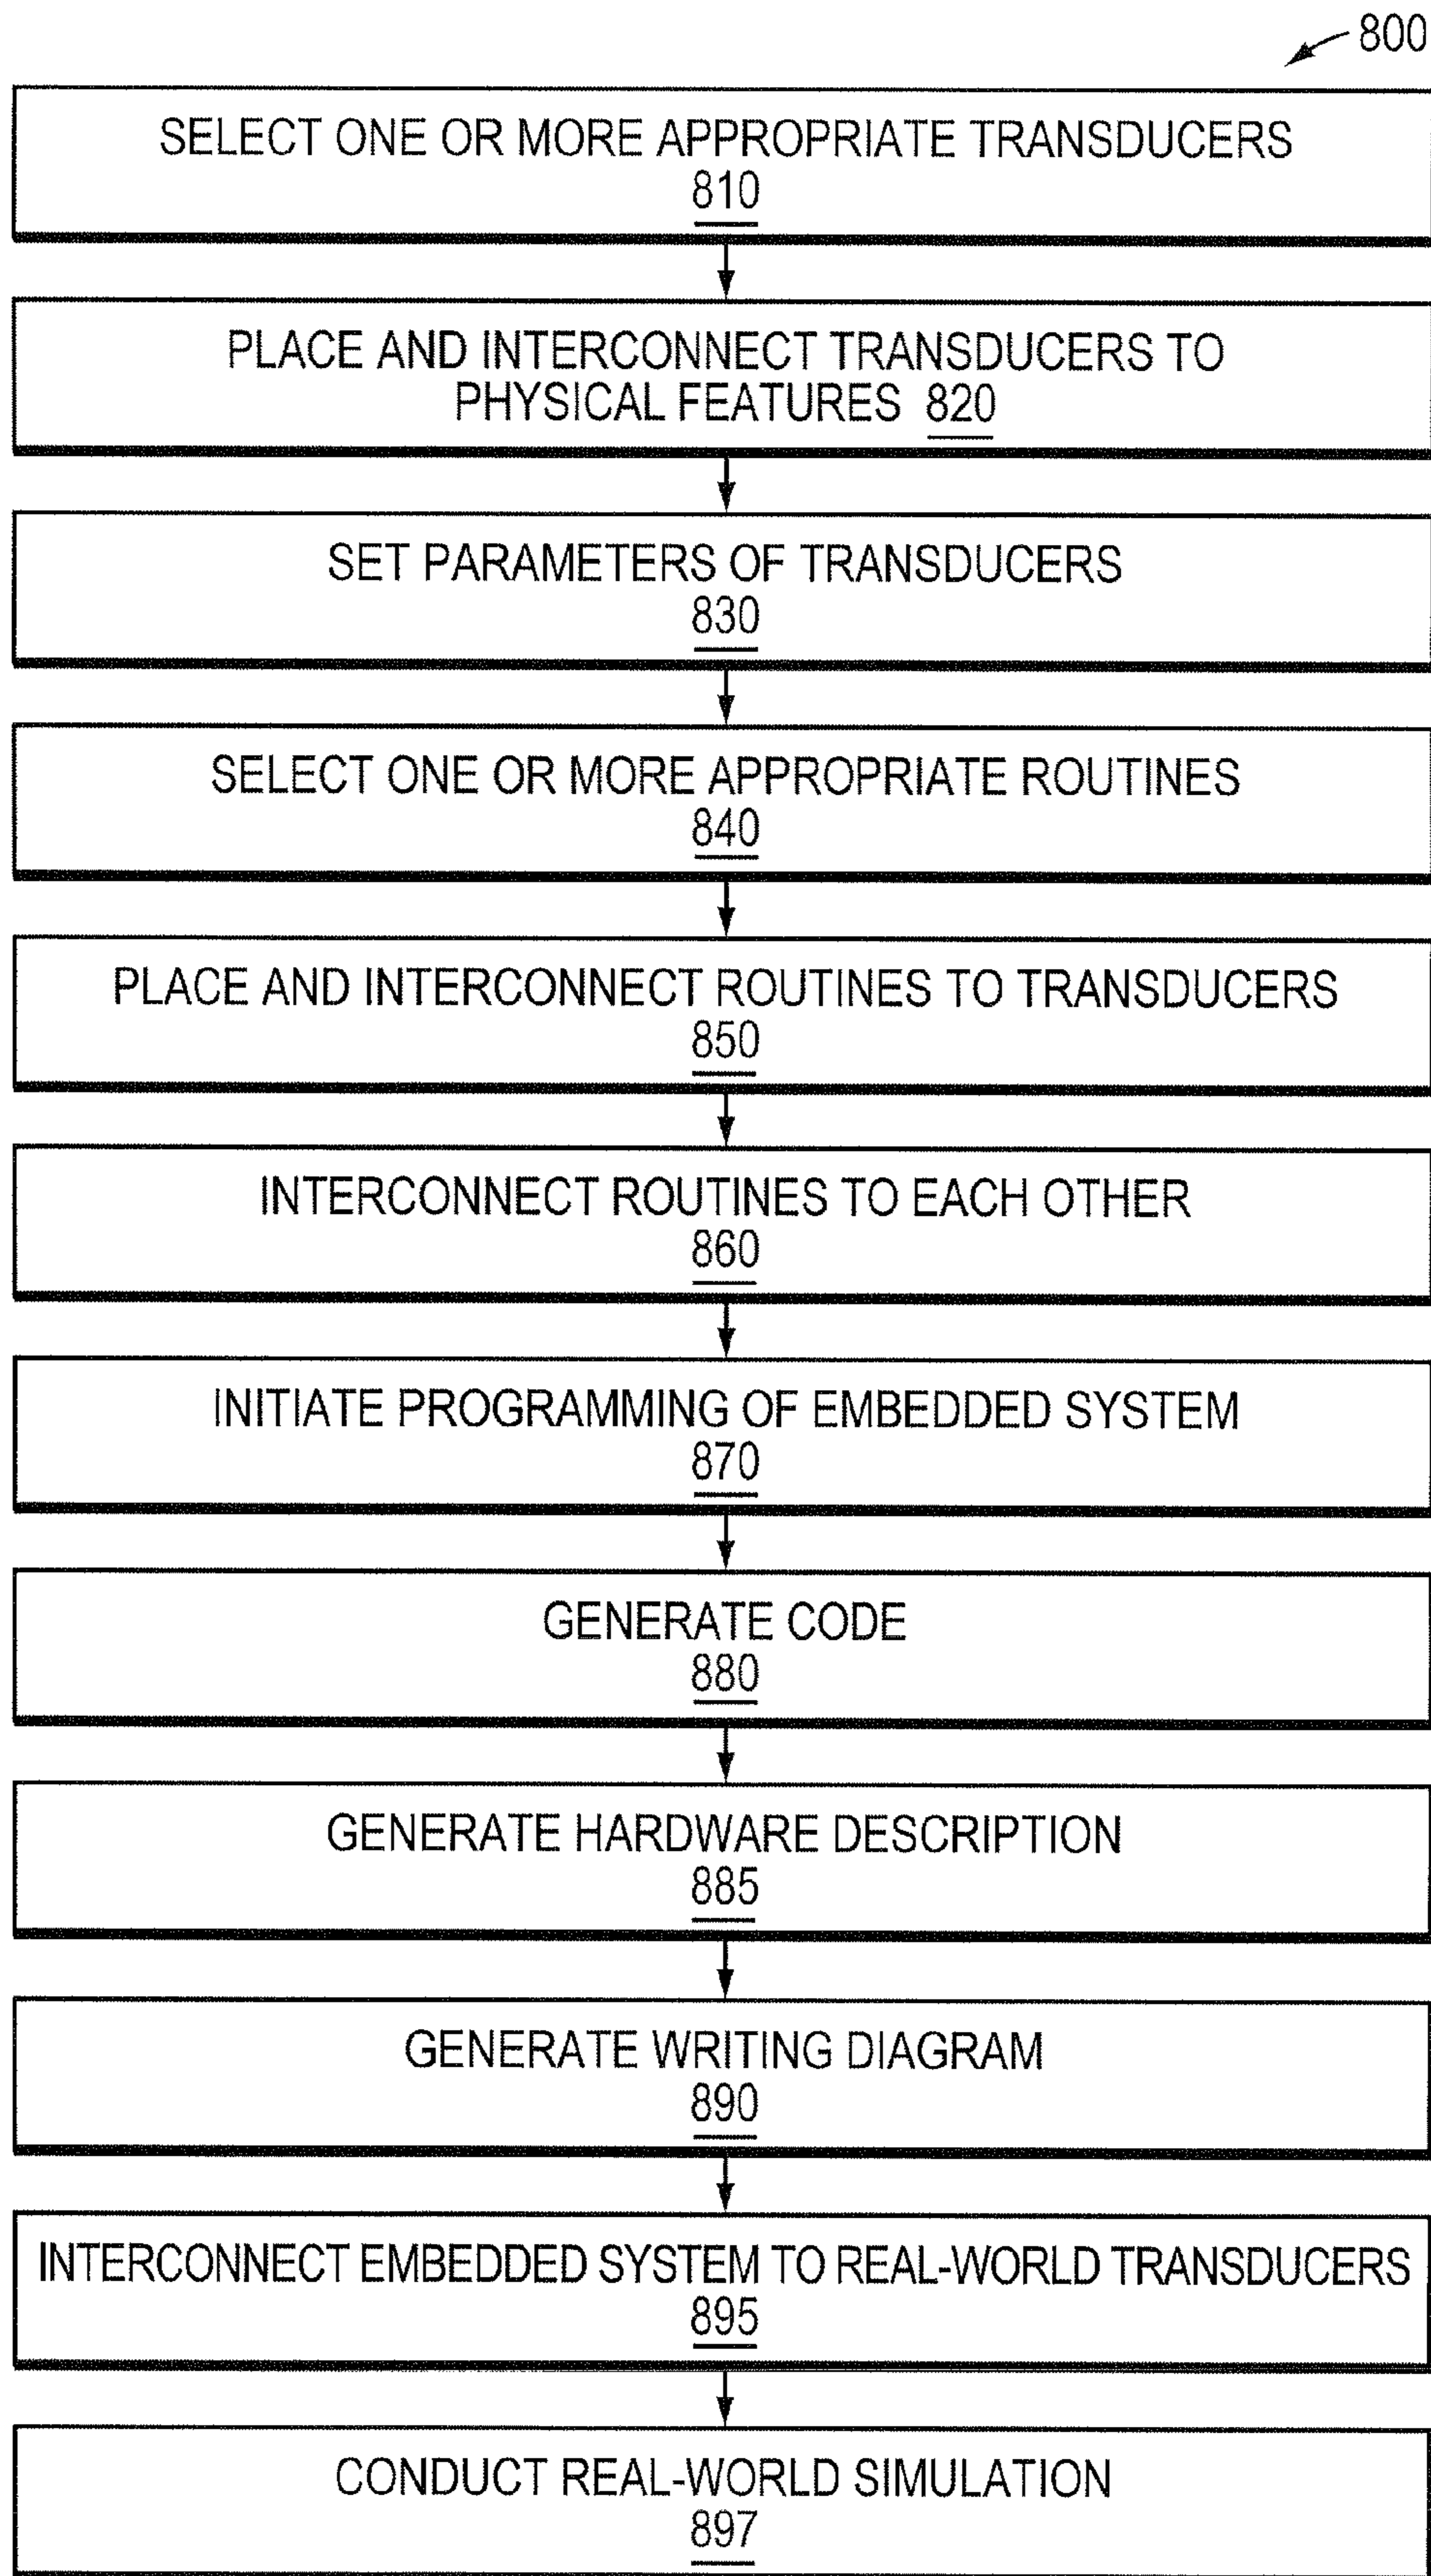 800
SELECT ONE OR MORE APPROPRIATE TRANSDUCERS
810
PLACE AND INTERCONNECT TRANSDUCERS TO
PHYSICAL FEATURES 820
SET PARAMETERS OF TRANSDUCERS
830
SELECT ONE OR MORE APPROPRIATE ROUTINES
840
PLACE AND INTERCONNECT ROUTINES TO TRANSDUCERS
850
INTERCONNECT ROUTINES TO EACH OTHER
860
INITIATE PROGRAMMING OF EMBEDDED SYSTEM
870
GENERATE CODE
880
GENERATE HARDWARE DESCRIPTION
885
GENERATE WRITING DIAGRAM
890
INTERCONNECT EMBEDDED SYSTEM TO REAL-WORLD TRANSDUCERS
895
CONDUCT REAL-WORLD SIMULATION
897